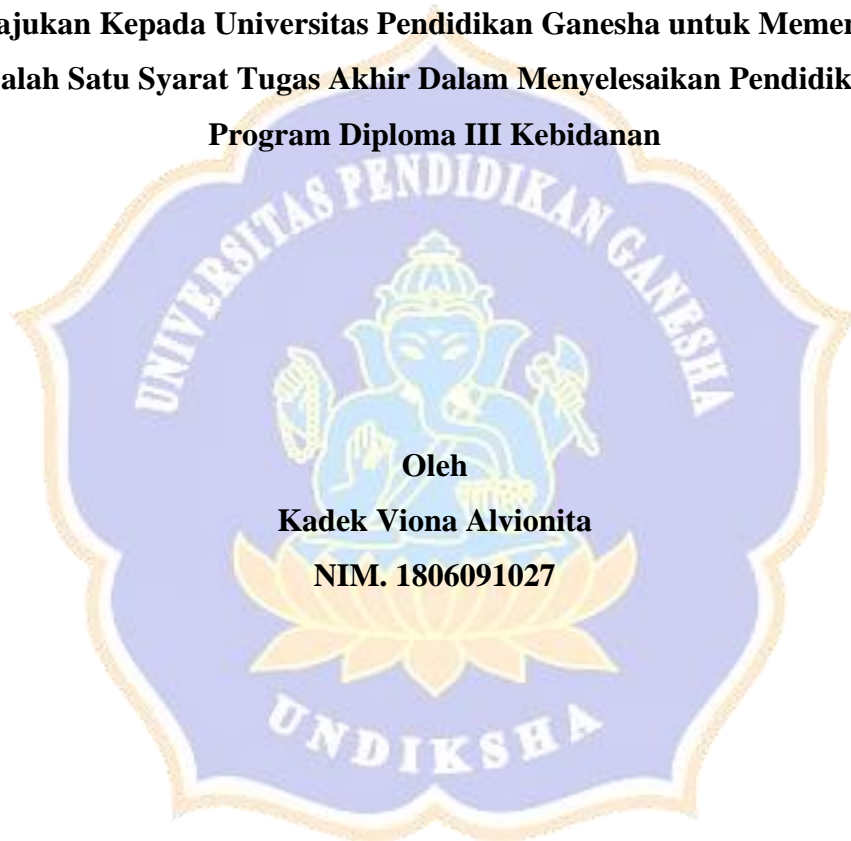 ajukan Kepada Universitas Pendidikan Ganesha untuk Memen
alah Satu Syarat Tugas Akhir Dalam Menyelesaikan Pendidik
Program Diploma III Kebidanan
UNIVERSITAS PENDIDIKAN GANESHA
Oleh
Kadek Viona Alvionita
NIM. 1806091027
UNDIKSHA